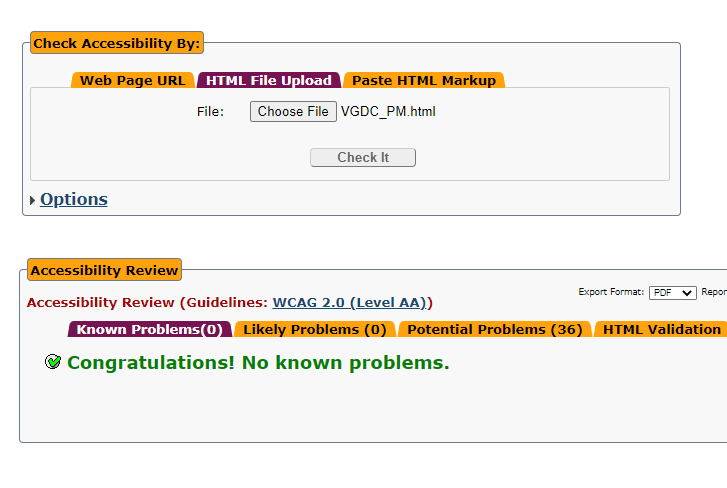 Check Accessibility By:
Web Page URL HTML File Upload Paste HTML Markup
File: Choose File VGDC_PM.html
Check It
Options
Accessibility Review
Export Format: PDF Repor
Accessibility Review (Guidelines: WCAG 2.0 (Level AA))
Known Problems(0) Likely Problems (0) Potential Problems (36) HTML Validation
Congratulations! No known problems.